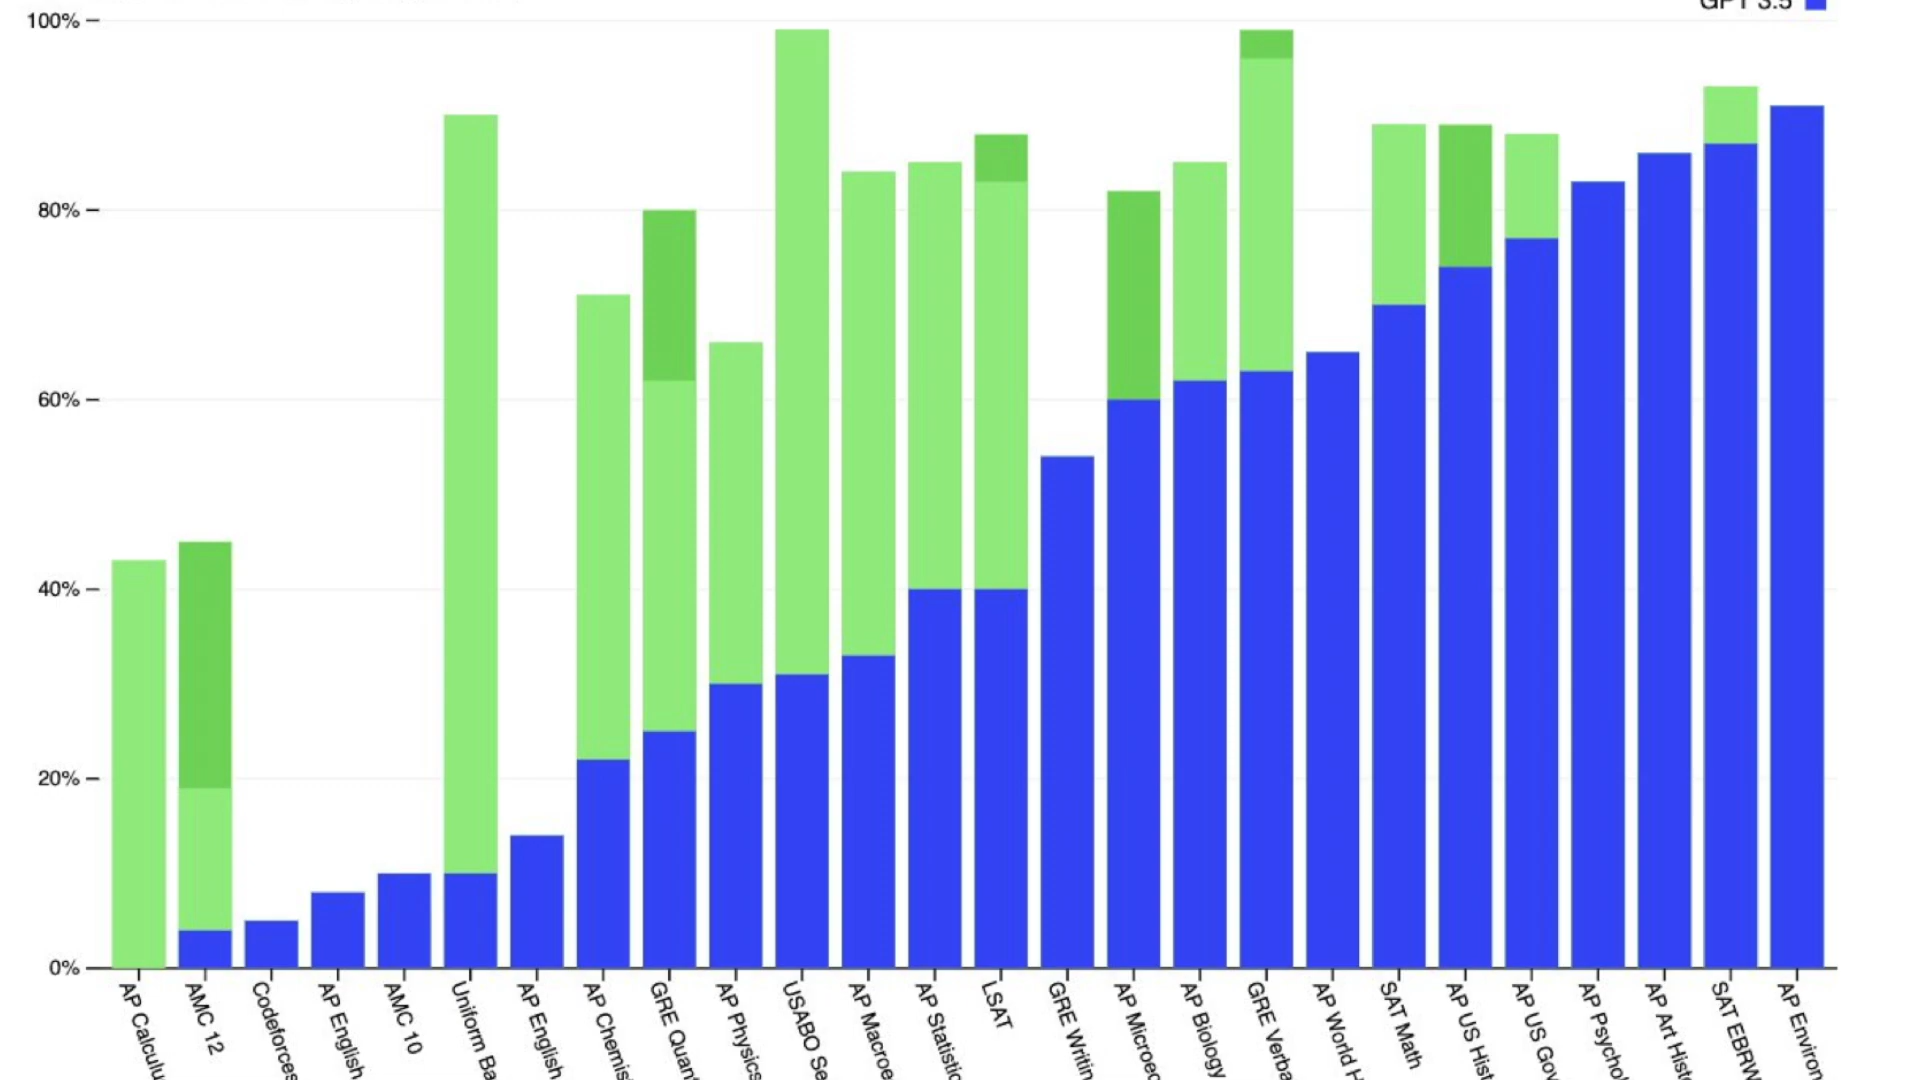 GPT 3.5
100%
80%
60%
40%
20%
0%
AP Calculu
AMC 12
Codeforces
AP English
AMC 10
Uniform Ba
AP English
AP Chemis
GRE Quan
AP Physics
USABO Se
AP Macroe
AP Statistic
LSAT
GRE Writin
AP Microec
AP Biology
GRE Verba
AP World H
SAT Math
AP US Hist
AP US Gov
AP Psychol
AP Art Hist
SAT EBRW
AP Environ